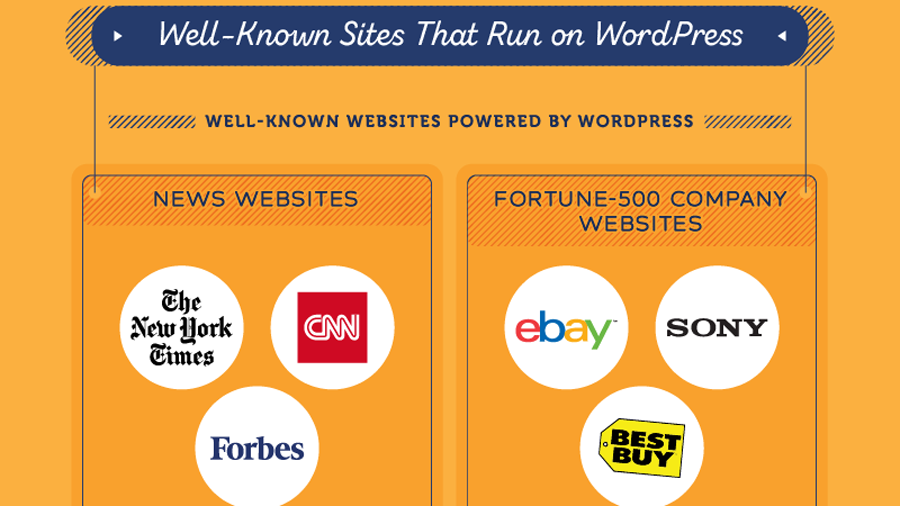 Well-Known Sites That Run on WordPress
WELL-KNOWN WEBSITES POWERED BY WORDPRESS
NEWS WEBSITES
The
New York
Times
CNN
Forbes
FORTUNE-500 COMPANY
WEBSITES
ebay™
SONY
BEST
BUY